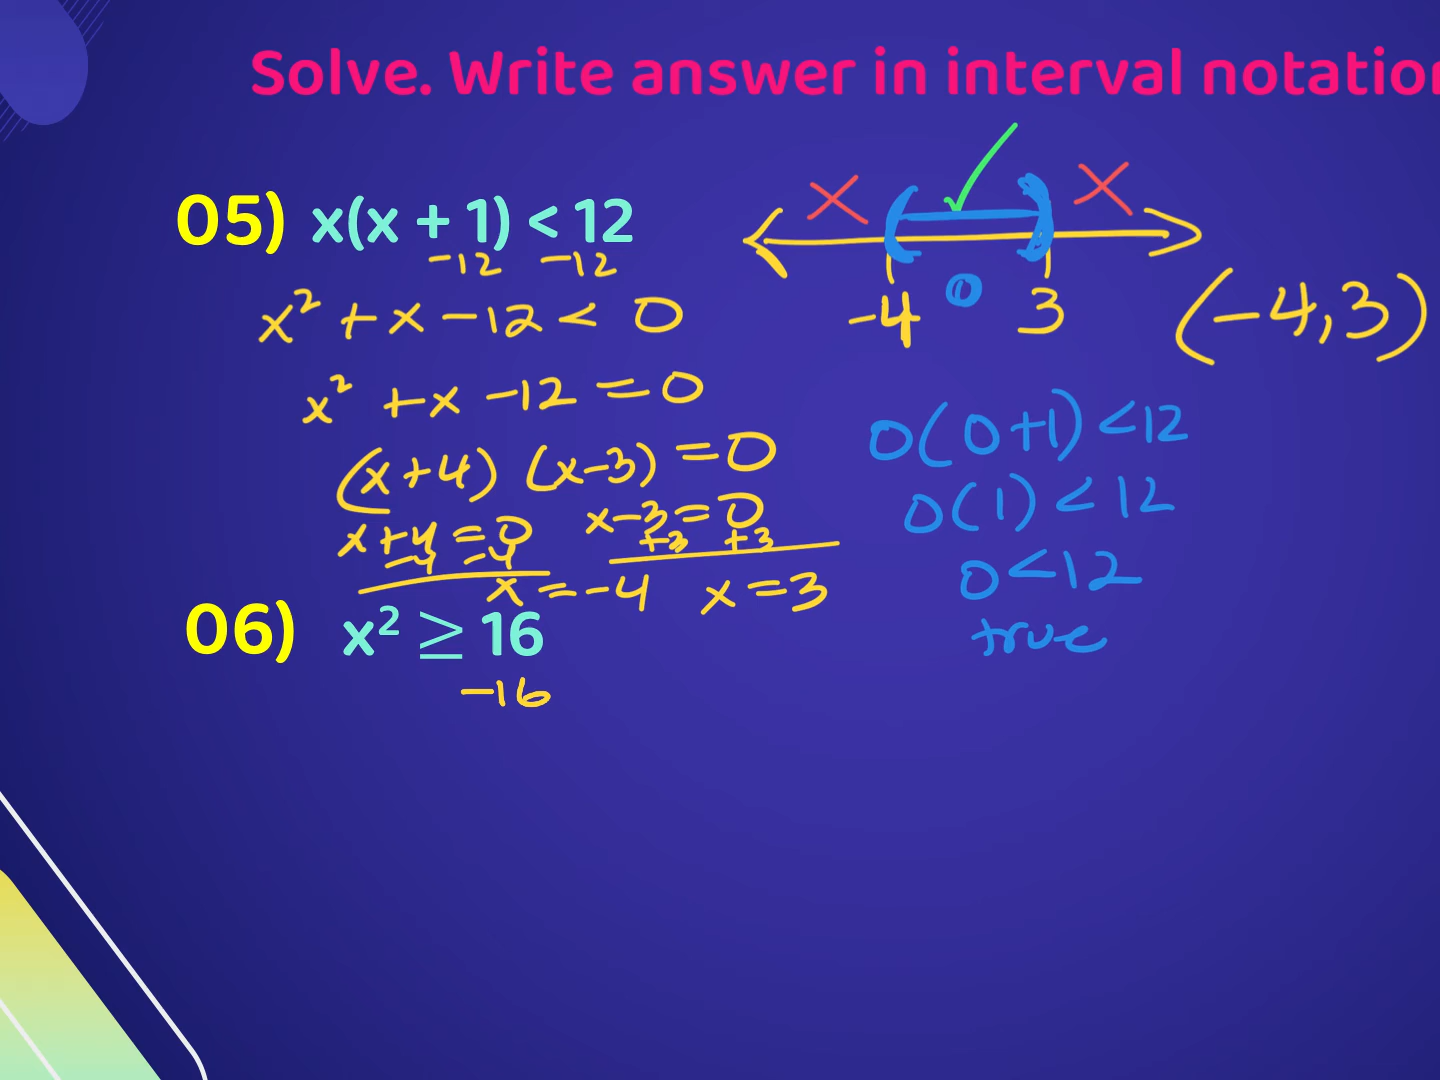 Solve. Write answer in interval notation
05) x(x + 1) < 12
-12 -12
x² + x - 12 < 0
x² + x - 12 = 0
(x+4) (x-3) = 0
x+4=0 x-3=0
-4 -4 +3 +3
x = -4 x = 3
-4 0 3
(-4,3)
0(0+1) < 12
0(1) < 12
0 < 12
true
06) x² ≥ 16
-16